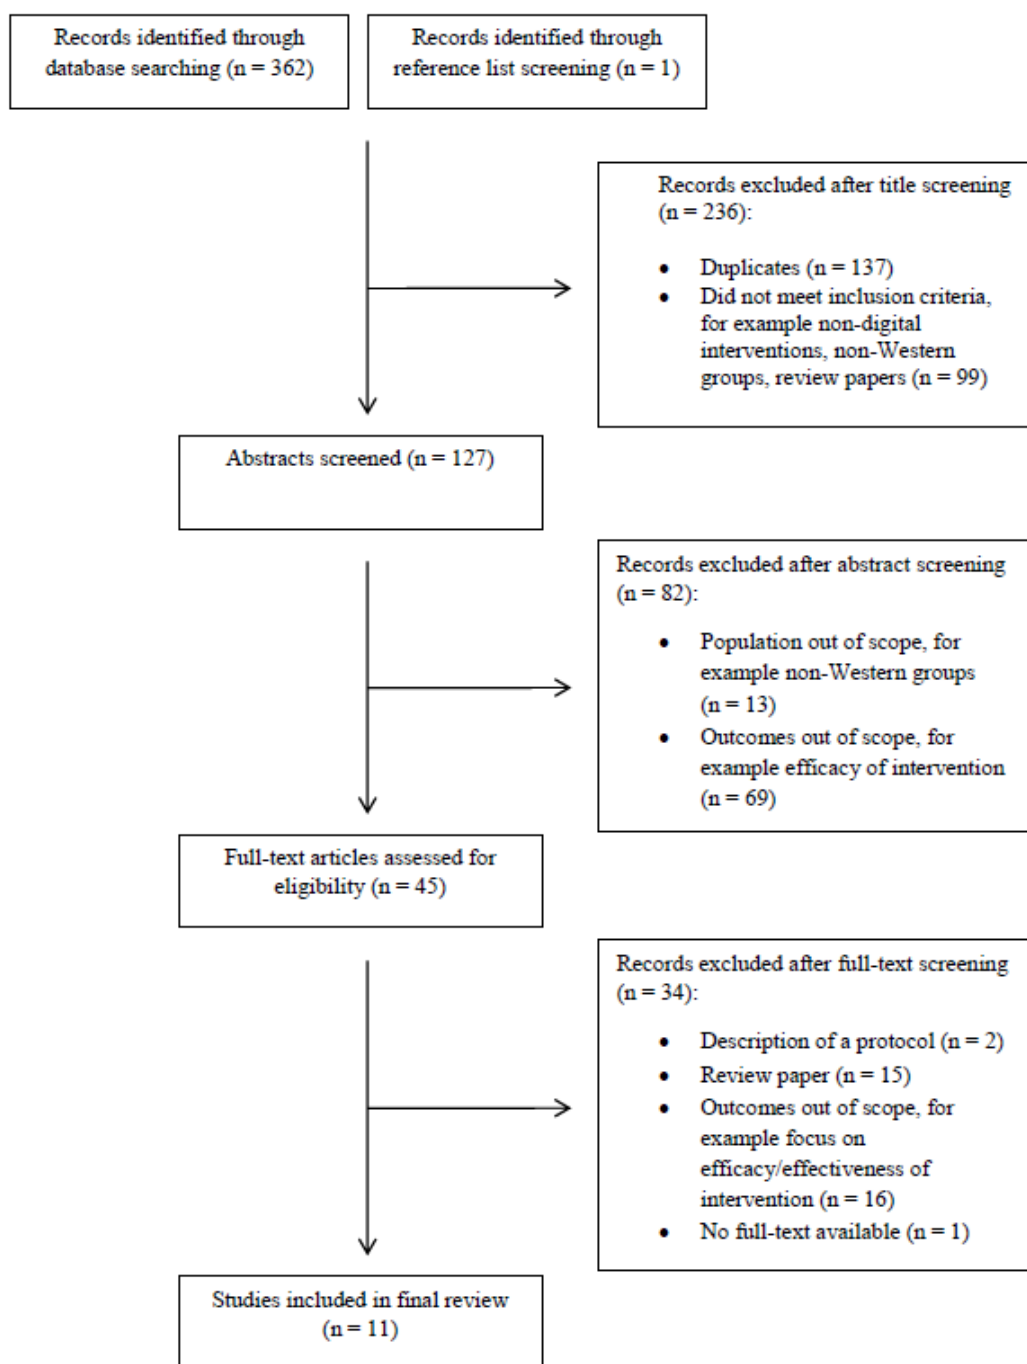 Records identified through
database searching (n = 362)
Records identified through
reference list screening (n = 1)
Records excluded after title screening
(n = 236):
• Duplicates (n = 137)
• Did not meet inclusion criteria,
for example non-digital
interventions, non-Western
groups, review papers (n = 99)
Abstracts screened (n = 127)
Records excluded after abstract screening
(n = 82):
• Population out of scope, for
example non-Western groups
(n = 13)
• Outcomes out of scope, for
example efficacy of intervention
(n = 69)
Full-text articles assessed for
eligibility (n = 45)
Records excluded after full-text screening
(n = 34):
• Description of a protocol (n = 2)
• Review paper (n = 15)
• Outcomes out of scope, for
example focus on
efficacy/effectiveness of
intervention (n = 16)
• No full-text available (n = 1)
Studies included in final review
(n = 11)